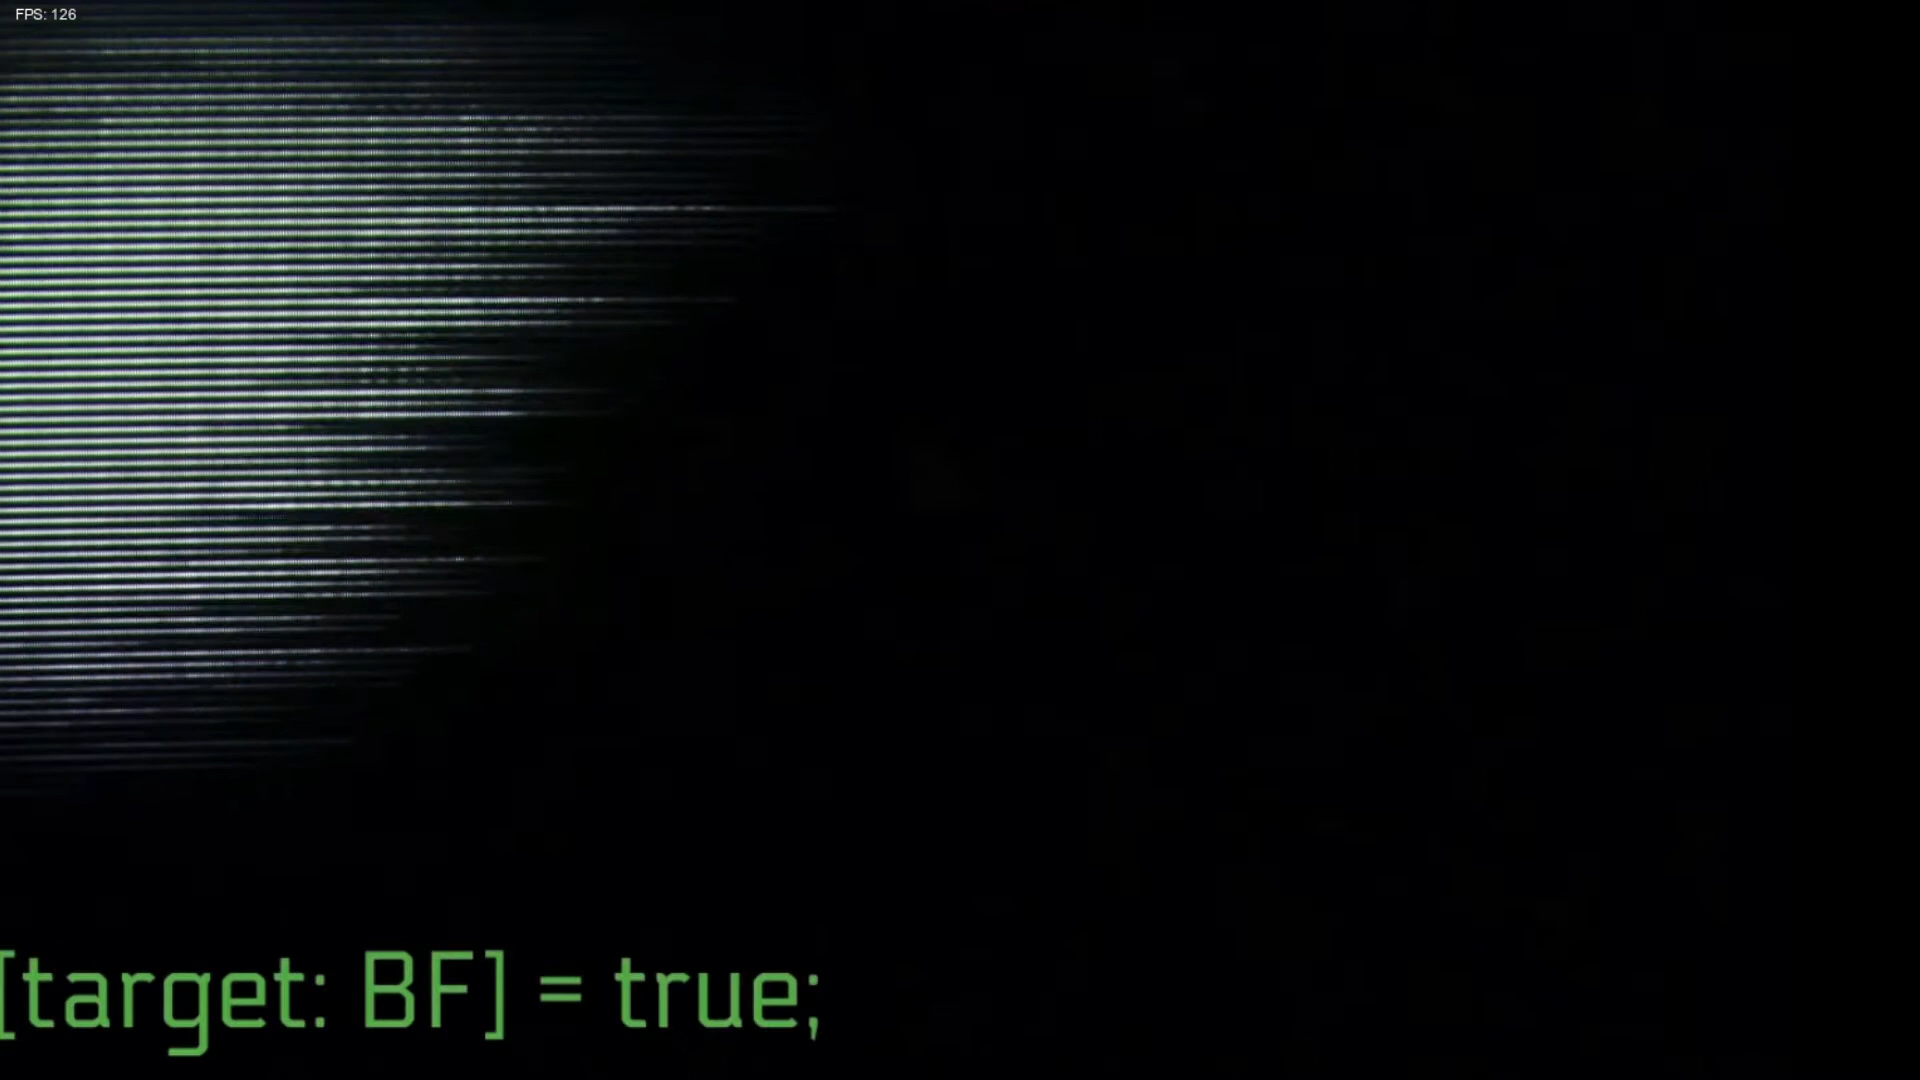 FPS: 126
[target: BF] = true;